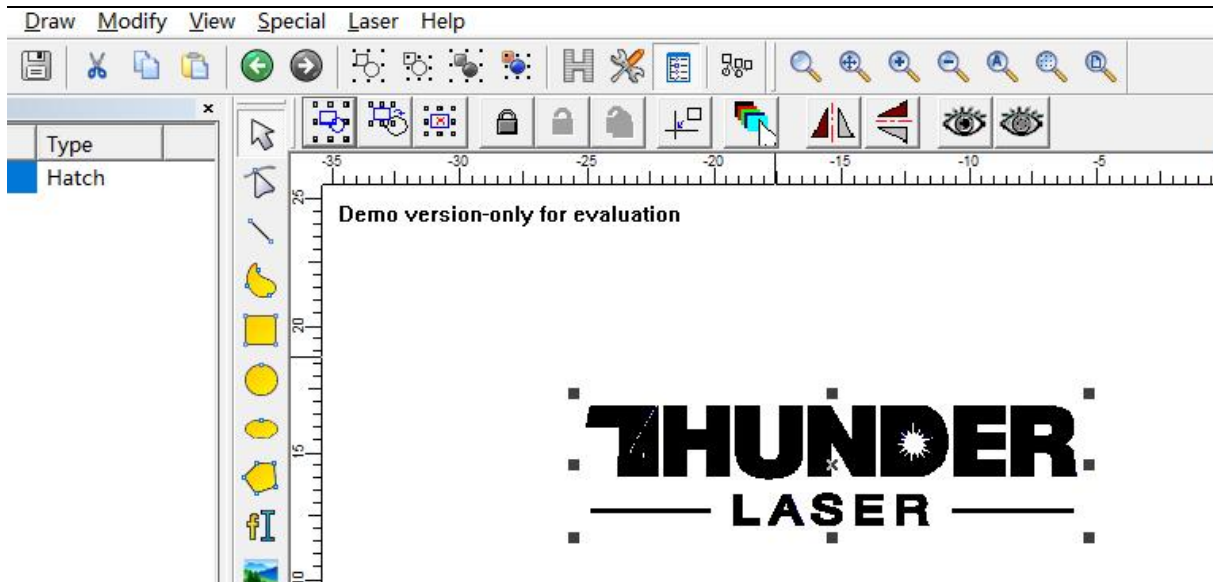 Draw Modify View Special Laser Help
Type
Hatch
-35 -30 -25 -20 -15 -10 -5
25
Demo version-only for evaluation
20
15
THUNDER
LASER